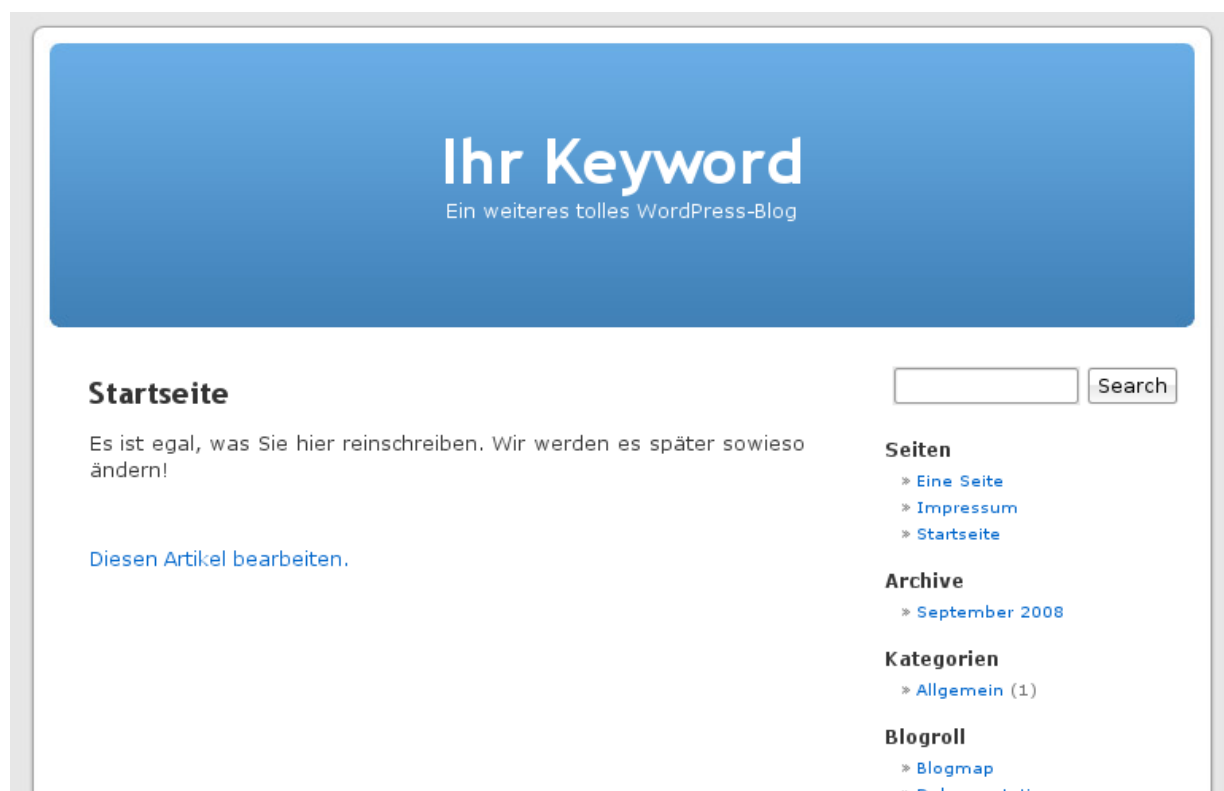 Ihr Keyword
Ein weiteres tolles WordPress-Blog
Startseite
Es ist egal, was Sie hier reinschreiben. Wir werden es später sowieso
ändern!
Diesen Artikel bearbeiten.
Search
Seiten
» Eine Seite
» Impressum
» Startseite
Archive
» September 2008
Kategorien
» Allgemein (1)
Blogroll
» Blogmap